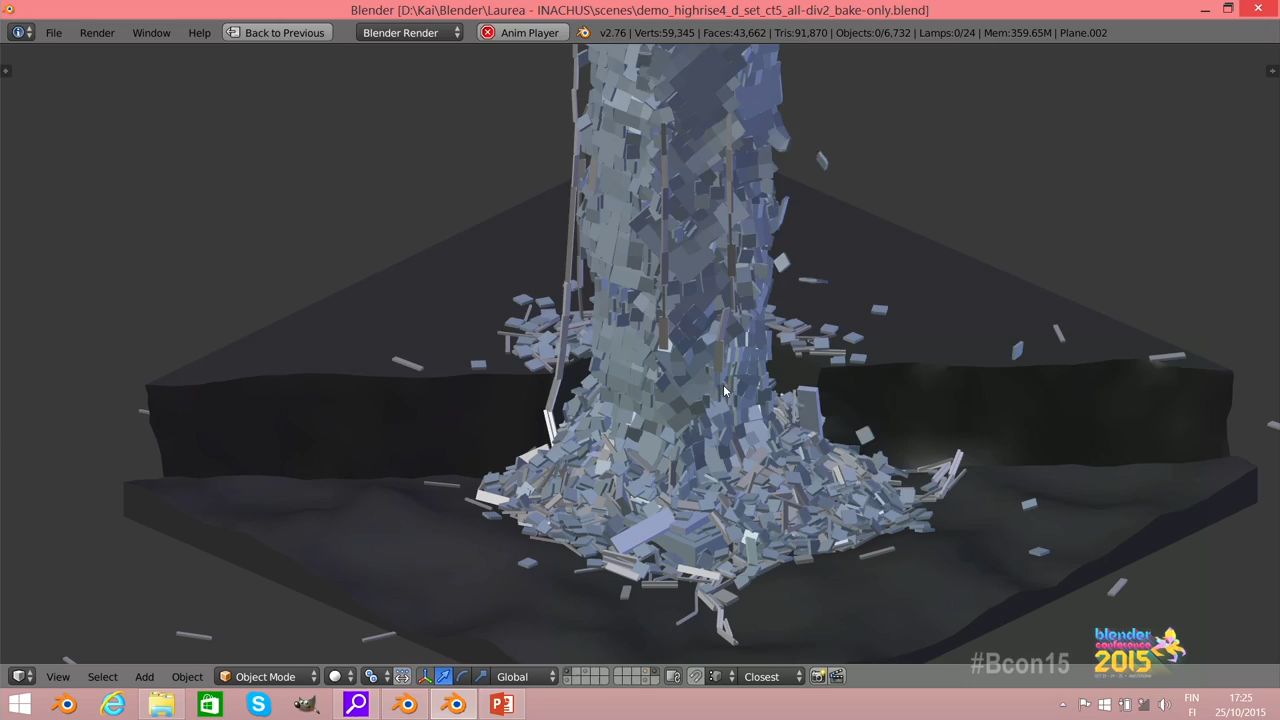 Blender [D:\Kai\Blender\Laurea - INACHUS\scenes\demo_highrise4_d_set_ct5_all-div2_bake-only.blend]
File Render Window Help Back to Previous Blender Render Anim Player v2.76 | Verts:59,345 | Faces:43,662 | Tris:91,870 | Objects:0/6,732 | Lamps:0/24 | Mem:359.65M | Plane.002
blender
conference
2015
#Bcon15
View Select Add Object Object Mode Global Closest
FIN
FI
17:25
25/10/2015